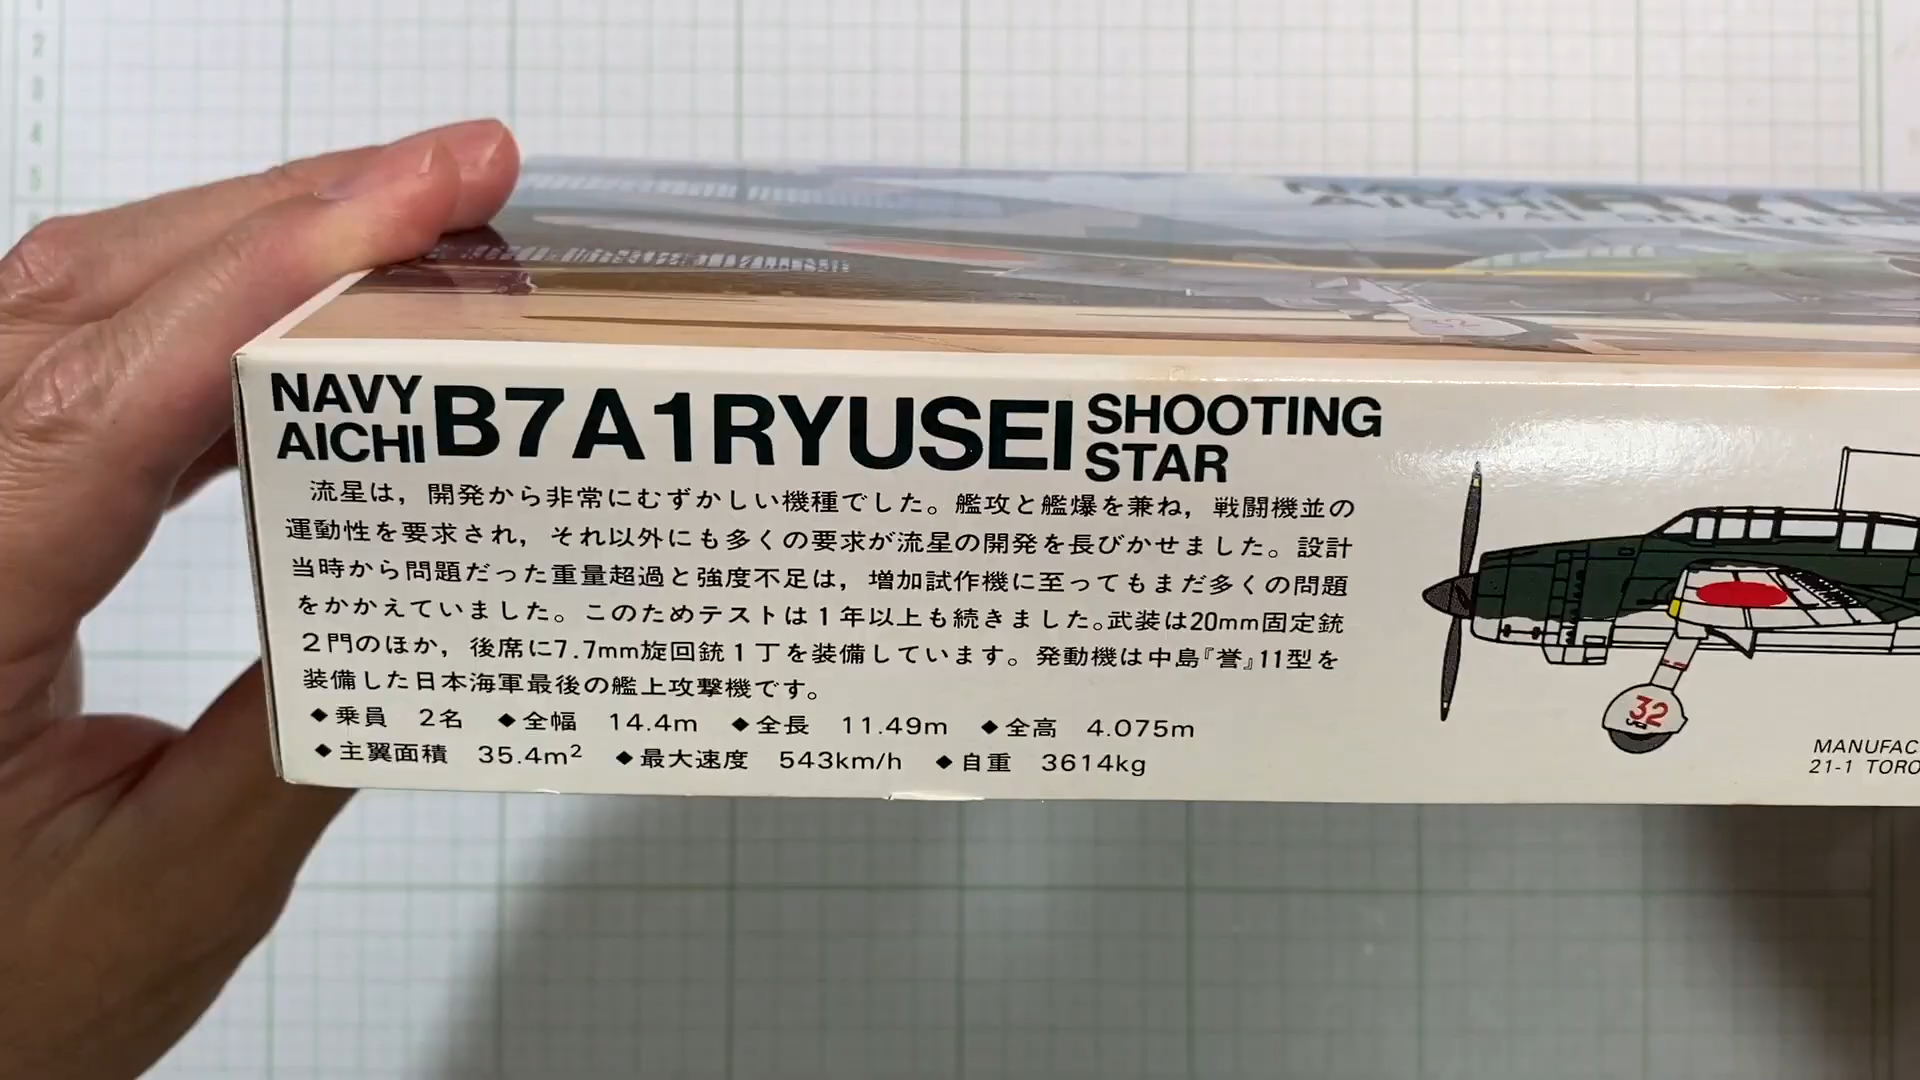 NAVY AICHI B7A1 RYUSEI SHOOTING STAR
流星は，開発から非常にむずかしい機種でした。艦攻と艦爆を兼ね，戦闘機並の
運動性を要求され，それ以外にも多くの要求が流星の開発を長びかせました。設計
当時から問題だった重量超過と強度不足は，増加試作機に至ってもまだ多くの問題
をかかえていました。このためテストは1年以上も続きました。武装は20mm固定銃
2門のほか，後席に7.7mm旋回銃1丁を装備しています。発動機は中島『誉』11型を
装備した日本海軍最後の艦上攻撃機です。
◆乗員 2名 ◆全幅 14.4m ◆全長 11.49m ◆全高 4.075m
◆主翼面積 35.4m² ◆最大速度 543km/h ◆自重 3614kg
32
MANUFAC
21-1 TORO
1
2
3
4
5